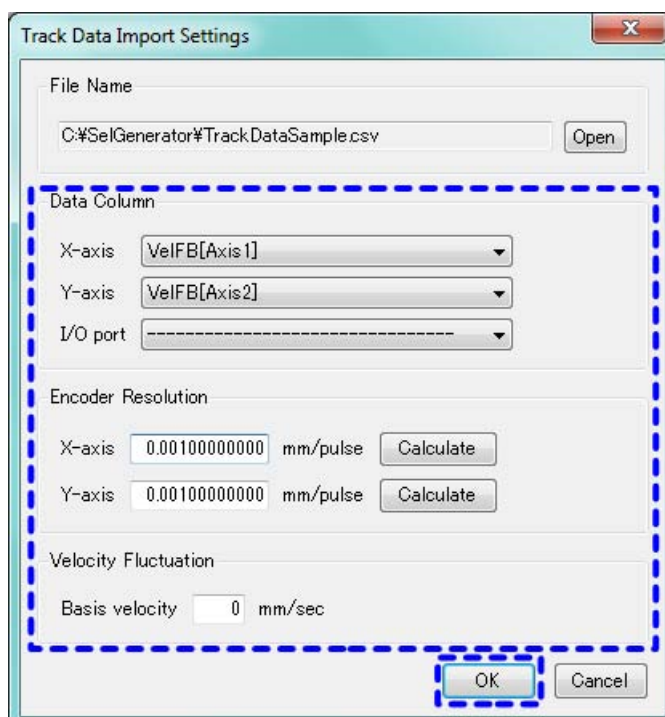 Track Data Import Settings
File Name
C:¥SelGenerator¥TrackDataSample.csv Open
Data Column
X-axis VelFB[Axis1]
Y-axis VelFB[Axis2]
I/O port --------------------------------
Encoder Resolution
X-axis 0.00100000000 mm/pulse Calculate
Y-axis 0.00100000000 mm/pulse Calculate
Velocity Fluctuation
Basis velocity 0 mm/sec
OK Cancel